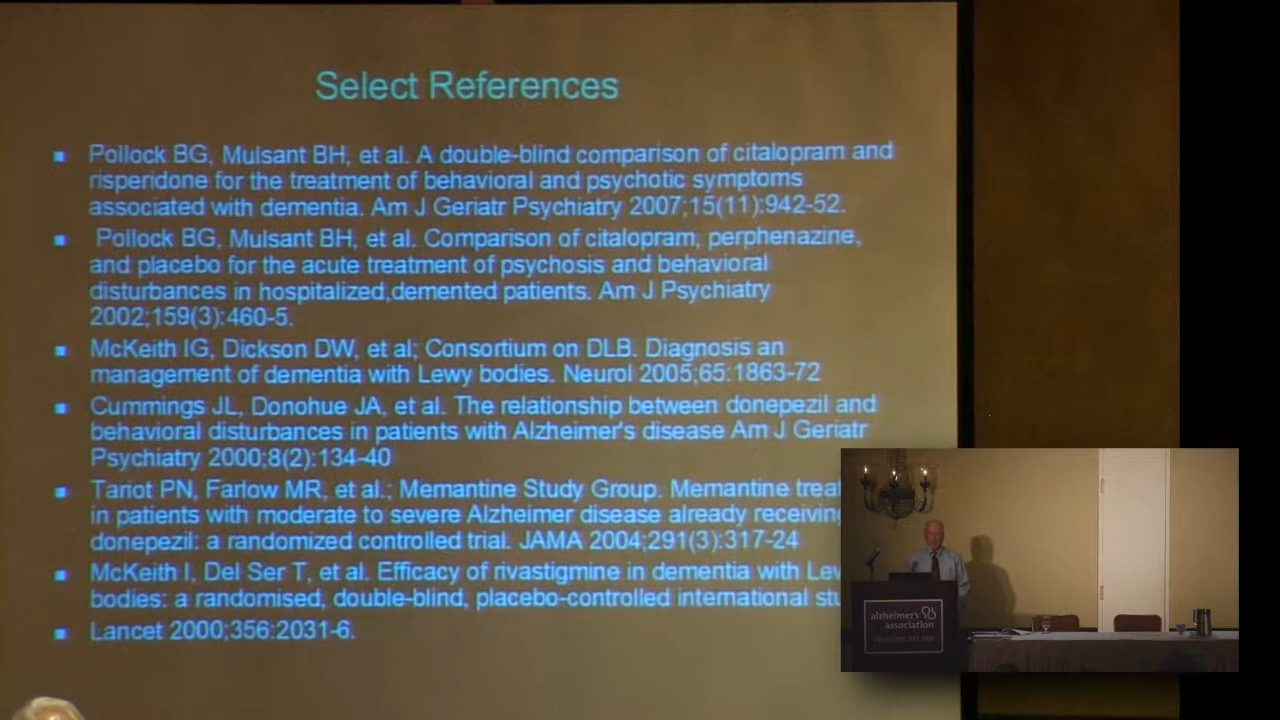 Select References
Pollock BG, Mulsant BH, et al. A double-blind comparison of citalopram and
risperidone for the treatment of behavioral and psychotic symptoms
associated with dementia. Am J Geriatr Psychiatry 2007;15(11):942-52.
Pollock BG, Mulsant BH, et al. Comparison of citalopram, perphenazine,
and placebo for the acute treatment of psychosis and behavioral
disturbances in hospitalized,demented patients. Am J Psychiatry
2002;159(3):460-5.
McKeith IG, Dickson DW, et al; Consortium on DLB. Diagnosis an
management of dementia with Lewy bodies. Neurol 2005;65:1863-72
Cummings JL, Donohue JA, et al. The relationship between donepezil and
behavioral disturbances in patients with Alzheimer's disease Am J Geriatr
Psychiatry 2000;8(2):134-40
Tariot PN, Farlow MR, et al.; Memantine Study Group. Memantine trea
in patients with moderate to severe Alzheimer disease already receiving
donepezil: a randomized controlled trial. JAMA 2004;291(3):317-24
McKeith I, Del Ser T, et al. Efficacy of rivastigmine in dementia with Lew
bodies: a randomised, double-blind, placebo-controlled international stu
Lancet 2000;356:2031-6.
alzheimer's
association